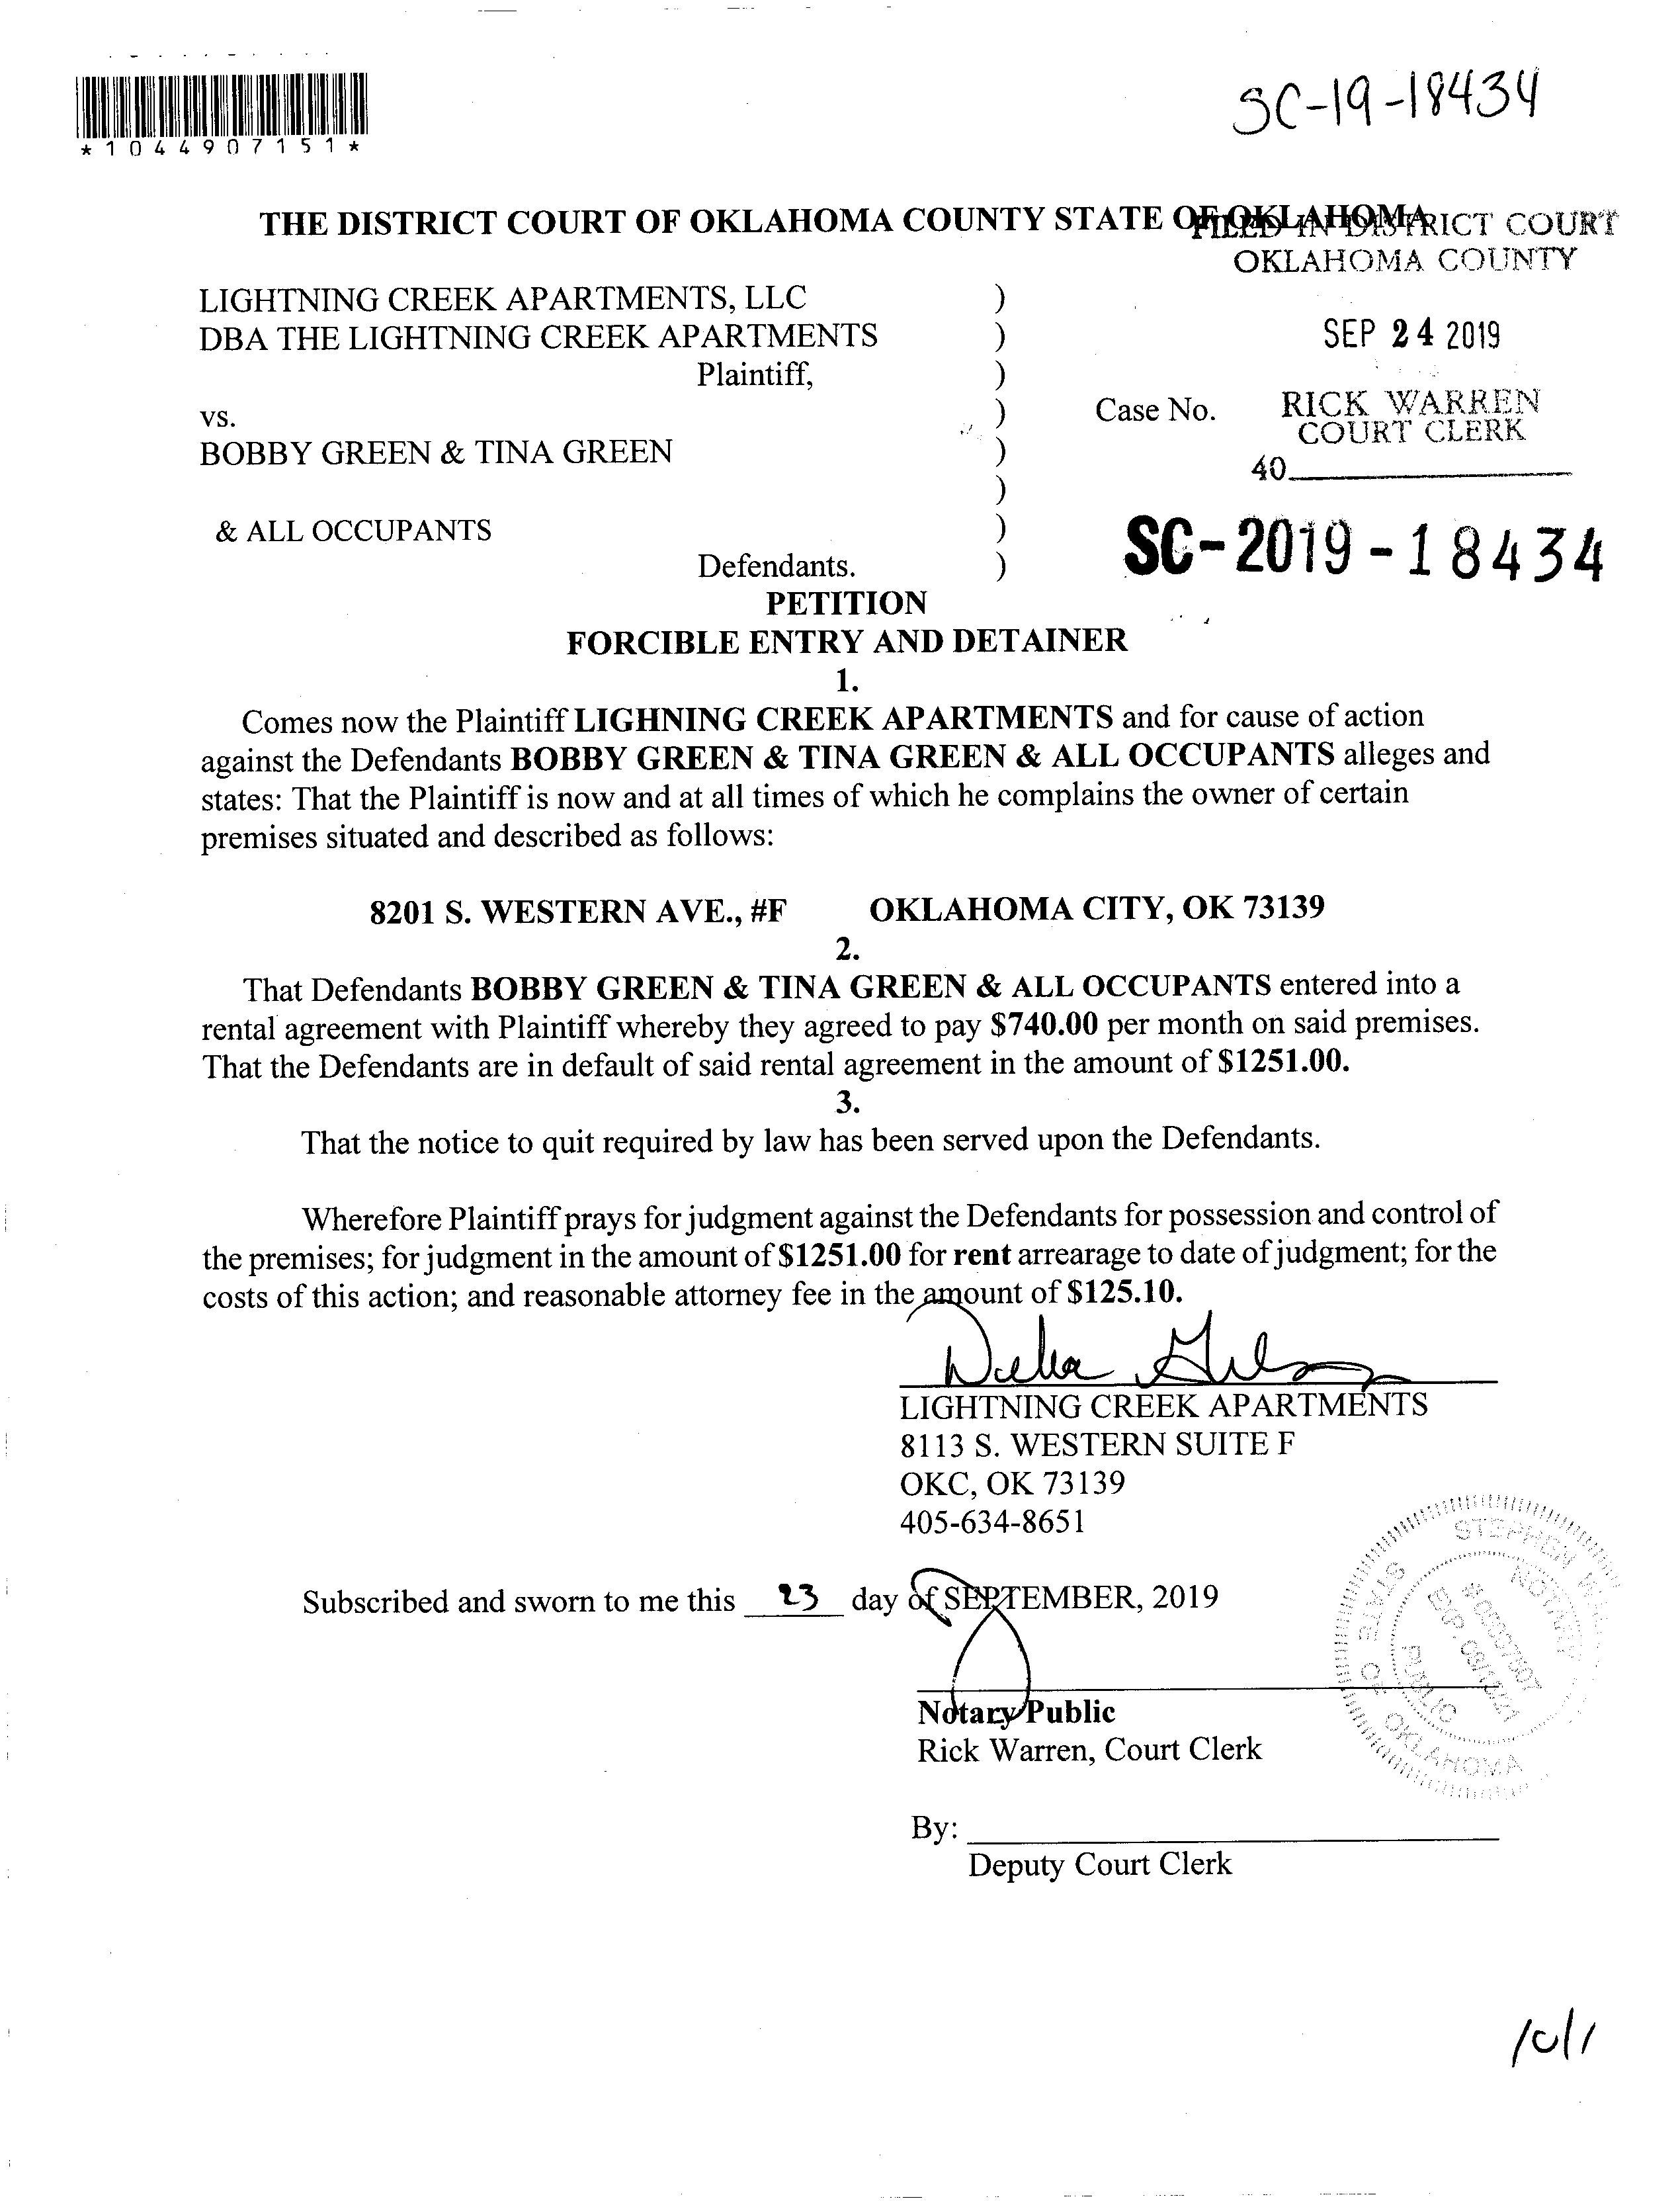 *1044907151*
SC-19-18434
THE DISTRICT COURT OF OKLAHOMA COUNTY STATE OF OKLAHOMA
FILED IN DISTRICT COURT
OKLAHOMA COUNTY
LIGHTNING CREEK APARTMENTS, LLC )
DBA THE LIGHTNING CREEK APARTMENTS ) SEP 24 2019
Plaintiff, )
vs. ) Case No. RICK WARREN
COURT CLERK
BOBBY GREEN & TINA GREEN )
) 40
& ALL OCCUPANTS ) SC-2019-18434
Defendants. )
PETITION
FORCIBLE ENTRY AND DETAINER
1.
Comes now the Plaintiff LIGHNING CREEK APARTMENTS and for cause of action
against the Defendants BOBBY GREEN & TINA GREEN & ALL OCCUPANTS alleges and
states: That the Plaintiff is now and at all times of which he complains the owner of certain
premises situated and described as follows:
8201 S. WESTERN AVE., #F OKLAHOMA CITY, OK 73139
2.
That Defendants BOBBY GREEN & TINA GREEN & ALL OCCUPANTS entered into a
rental agreement with Plaintiff whereby they agreed to pay $740.00 per month on said premises.
That the Defendants are in default of said rental agreement in the amount of $1251.00.
3.
That the notice to quit required by law has been served upon the Defendants.
Wherefore Plaintiff prays for judgment against the Defendants for possession and control of
the premises; for judgment in the amount of $1251.00 for rent arrearage to date of judgment; for the
costs of this action; and reasonable attorney fee in the amount of $125.10.
LIGHTNING CREEK APARTMENTS
8113 S. WESTERN SUITE F
OKC, OK 73139
405-634-8651
Subscribed and sworn to me this 23 day of SEPTEMBER, 2019
STEPHEN
NOTARY
PUBLIC
STATE OF OKLAHOMA
Notary Public
Rick Warren, Court Clerk
By:
Deputy Court Clerk
10/1